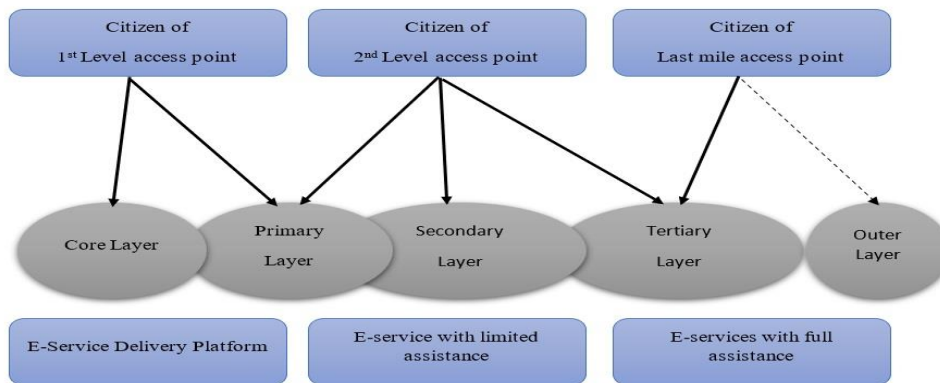 Citizen of
1st Level access point
Citizen of
2nd Level access point
Citizen of
Last mile access point
Core Layer
Primary
Layer
Secondary
Layer
Tertiary
Layer
Outer
Layer
E-Service Delivery Platform
E-service with limited
assistance
E-services with full
assistance